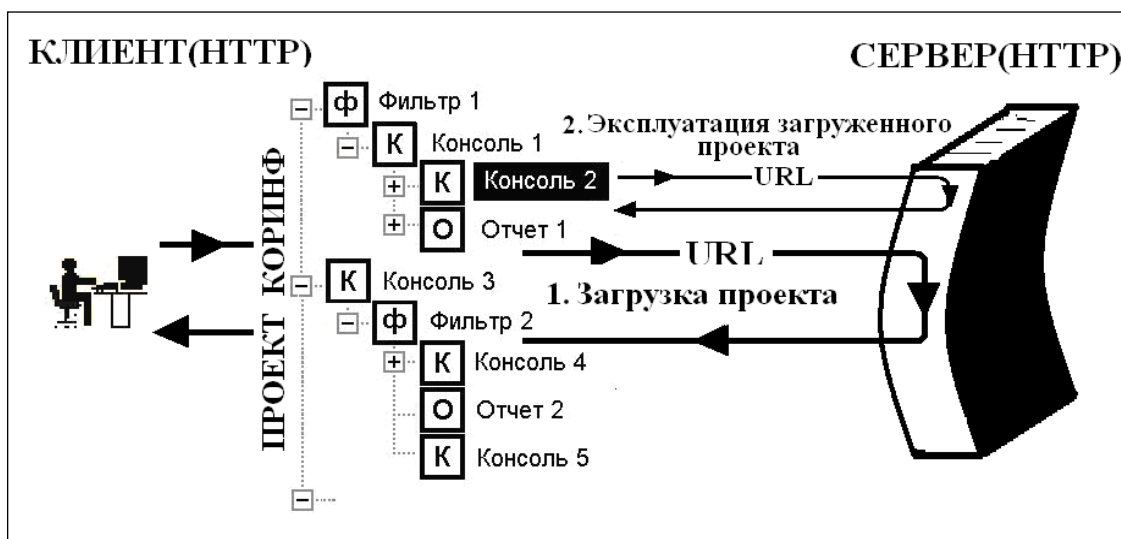 КЛИЕНТ(HTTP)
СЕРВЕР(HTTP)
ф Фильтр 1
К Консоль 1
К Консоль 2
О Отчет 1
К Консоль 3
ф Фильтр 2
К Консоль 4
О Отчет 2
К Консоль 5
ПРОЕКТ КОРИНФ
2. Эксплуатация загруженного
проекта
URL
URL
1. Загрузка проекта